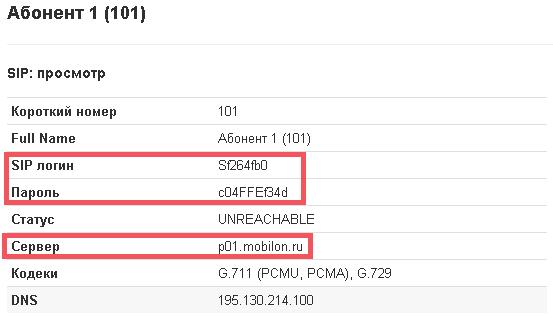 Абонент 1 (101)
SIP: просмотр
Короткий номер 101
Full Name Абонент 1 (101)
SIP логин Sf264fb0
Пароль c04FFEf34d
Статус UNREACHABLE
Сервер p01.mobilon.ru
Кодеки G.711 (PCMU, PCMA), G.729
DNS 195.130.214.100